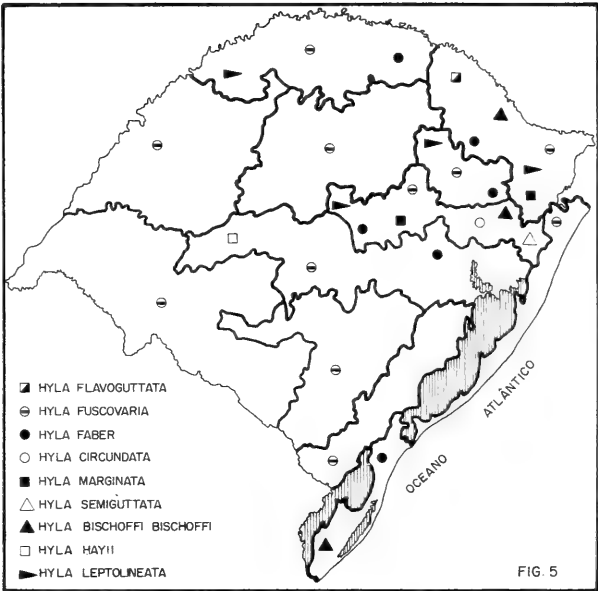 HYLA FLAVOGUTTATA
HYLA FUSCOVARIA
HYLA FABER
HYLA CIRCUNDATA
HYLA MARGINATA
HYLA SEMIGUTTATA
HYLA BISCHOFFI BISCHOFFI
HYLA HAYII
HYLA LEPTOLINEATA
OCEANO
ATLÂNTICO
FIG. 5